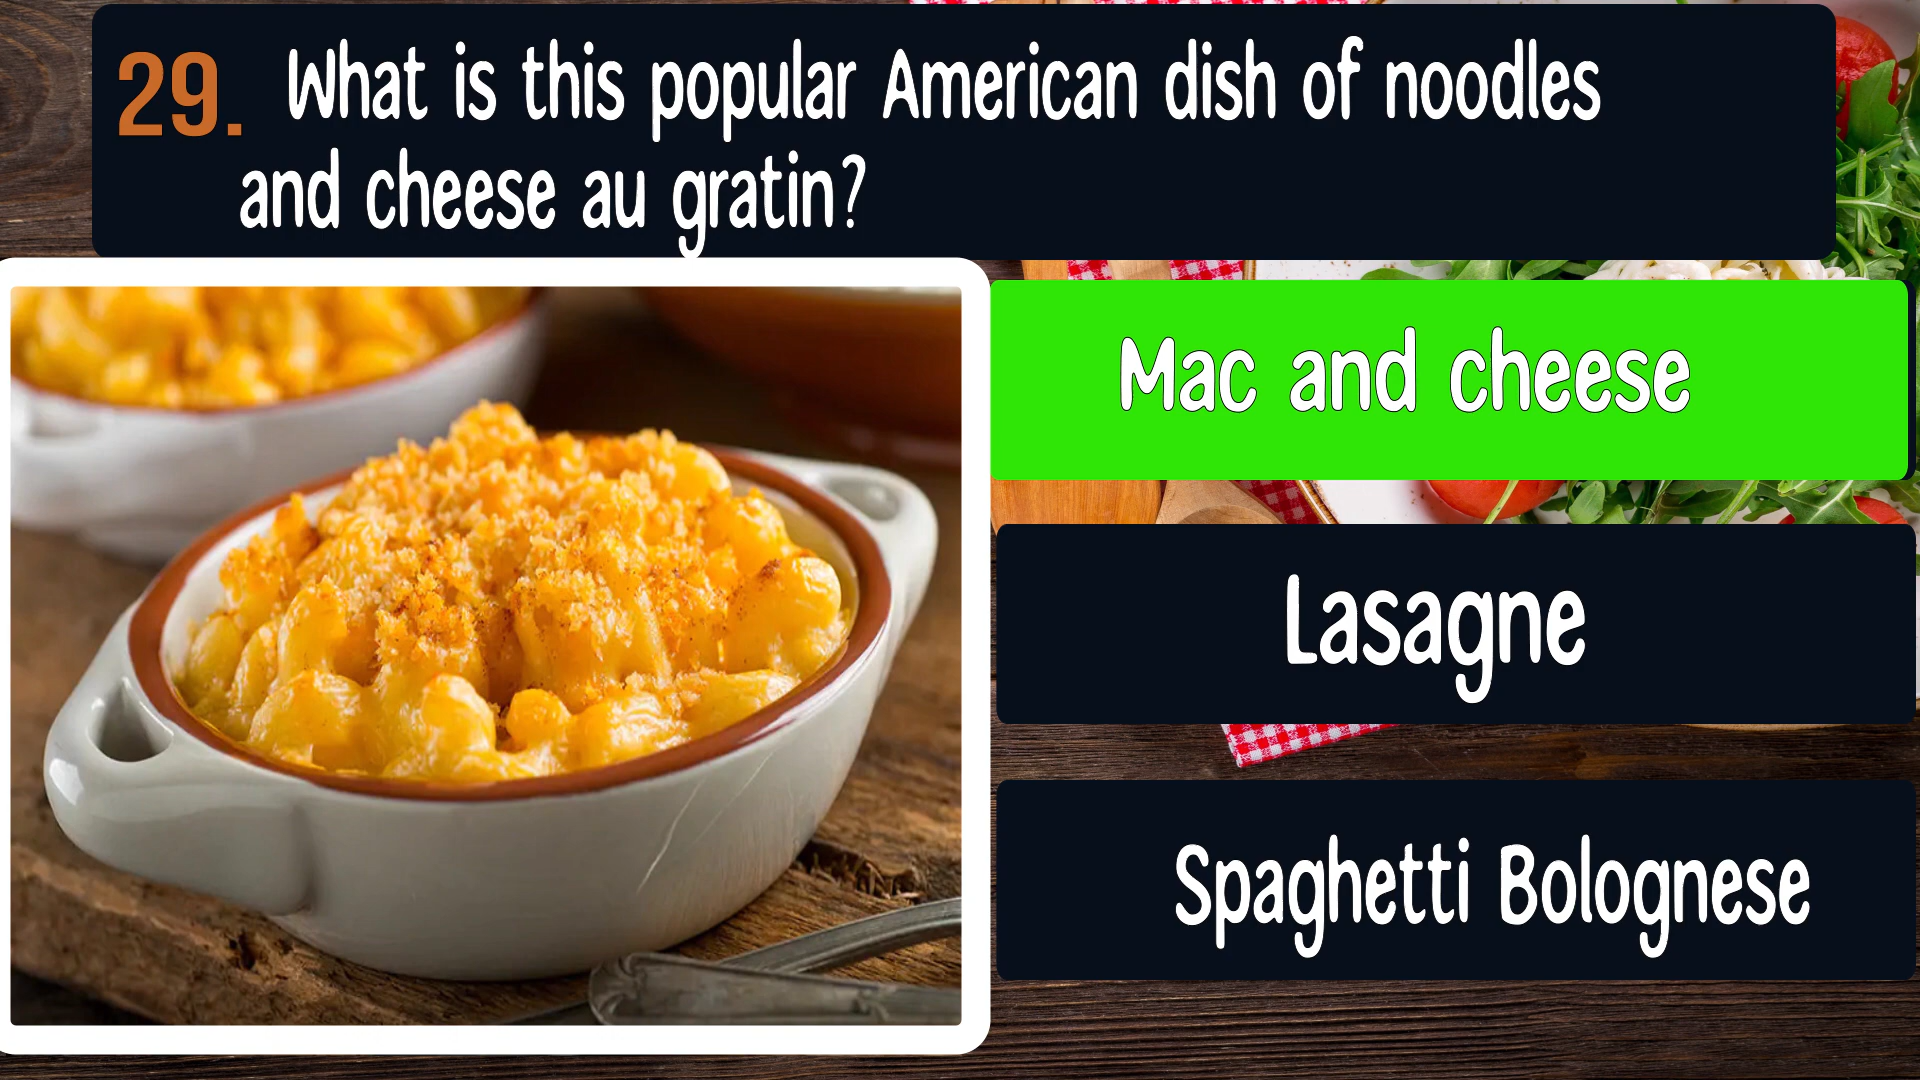 29. What is this popular American dish of noodles
and cheese au gratin?
Mac and cheese
Lasagne
Spaghetti Bolognese